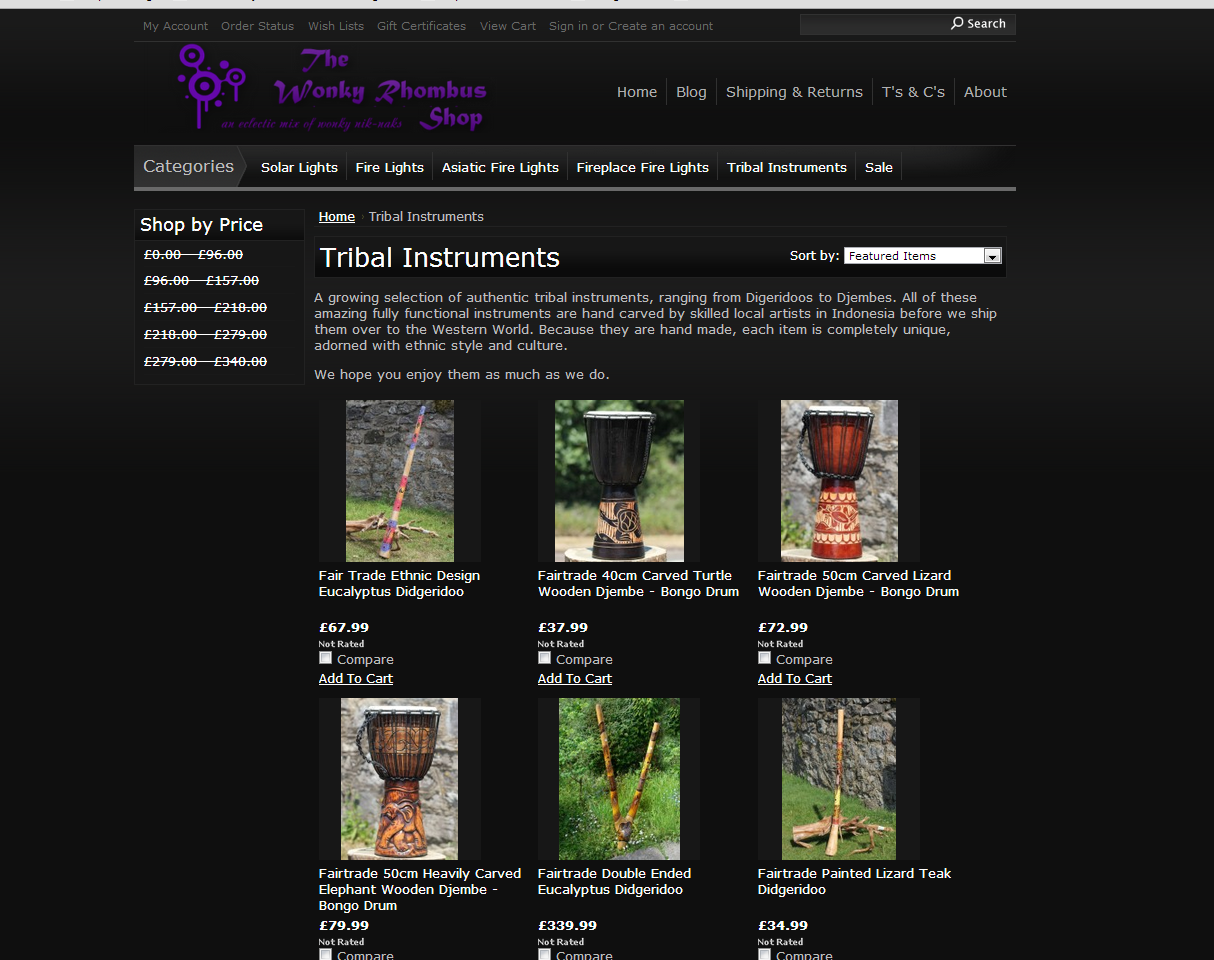 My Account Order Status Wish Lists Gift Certificates View Cart Sign in or Create an account
Search
The
Wonky Rhombus
Shop
an eclectic mix of wonky nik-naks
Home Blog Shipping & Returns T's & C's About
Categories Solar Lights Fire Lights Asiatic Fire Lights Fireplace Fire Lights Tribal Instruments Sale
Shop by Price
£0.00 - £96.00
£96.00 - £157.00
£157.00 - £218.00
£218.00 - £279.00
£279.00 - £340.00
Home › Tribal Instruments
Tribal Instruments
Sort by: Featured Items
A growing selection of authentic tribal instruments, ranging from Digeridoos to Djembes. All of these
amazing fully functional instruments are hand carved by skilled local artists in Indonesia before we ship
them over to the Western World. Because they are hand made, each item is completely unique,
adorned with ethnic style and culture.
We hope you enjoy them as much as we do.
Fair Trade Ethnic Design
Eucalyptus Didgeridoo
£67.99
Not Rated
Compare
Add To Cart
Fairtrade 40cm Carved Turtle
Wooden Djembe - Bongo Drum
£37.99
Not Rated
Compare
Add To Cart
Fairtrade 50cm Carved Lizard
Wooden Djembe - Bongo Drum
£72.99
Not Rated
Compare
Add To Cart
Fairtrade 50cm Heavily Carved
Elephant Wooden Djembe -
Bongo Drum
£79.99
Not Rated
Compare
Fairtrade Double Ended
Eucalyptus Didgeridoo
£339.99
Not Rated
Compare
Fairtrade Painted Lizard Teak
Didgeridoo
£34.99
Not Rated
Compare